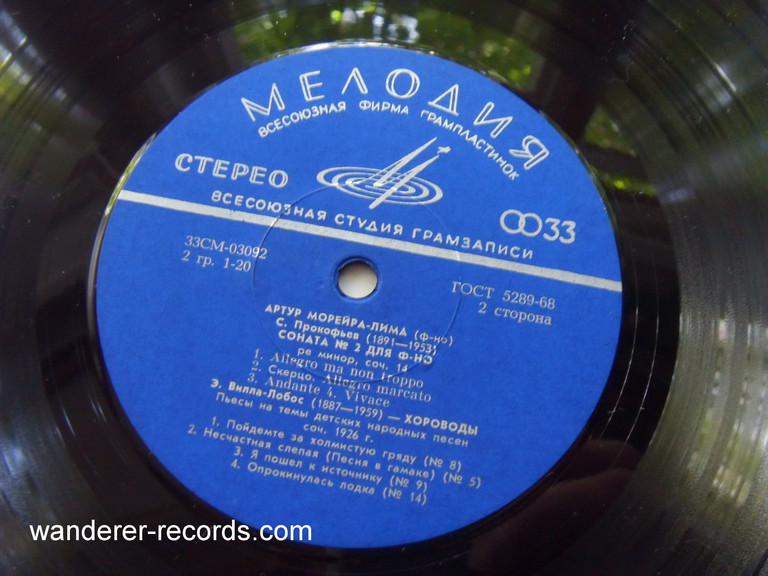 МЕЛОДИЯ
ВСЕСОЮЗНАЯ ФИРМА ГРАМПЛАСТИНОК
СТЕРЕО
33
ВСЕСОЮЗНАЯ СТУДИЯ ГРАМЗАПИСИ
33СМ-03092
2 гр. 1-20
ГОСТ 5289-68
2 сторона
АРТУР МОРЕЙРА-ЛИМА (ф-но)
С. Прокофьев (1891—1953)
СОНАТА № 2 ДЛЯ Ф-НО
ре минор, соч. 14
1. Allegro ma non troppo
2. Скерцо. Allegro marcato
3. Andante 4. Vivace
Э. Вилла-Лобос (1887—1959) — ХОРОВОДЫ
Пьесы на темы детских народных песен
соч. 1926 г.
1. Пойдемте за холмистую гряду (№ 8)
2. Несчастная слепая (Песня в гамаке) (№ 5)
3. Я пошел к источнику (№ 9)
4. Опрокинулась лодка (№ 14)
wanderer-records.com